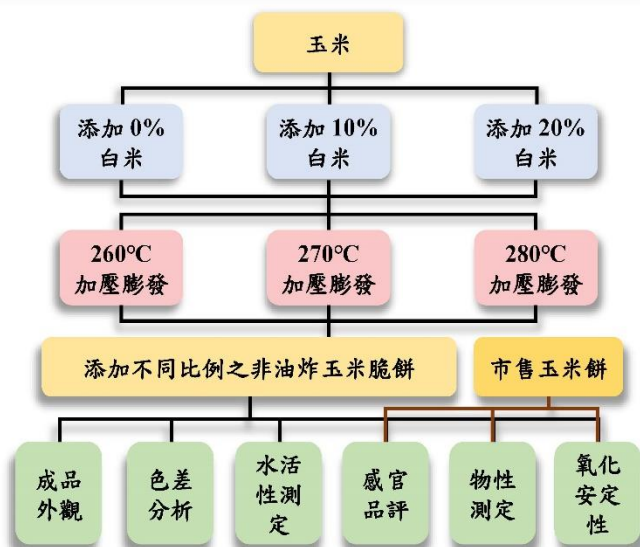 玉米
添加 0%
白米
添加 10%
白米
添加 20%
白米
260℃
加壓膨發
270℃
加壓膨發
280℃
加壓膨發
添加不同比例之非油炸玉米脆餅
市售玉米餅
成品
外觀
色差
分析
水活
性測
定
感官
品評
物性
測定
氧化
安定
性